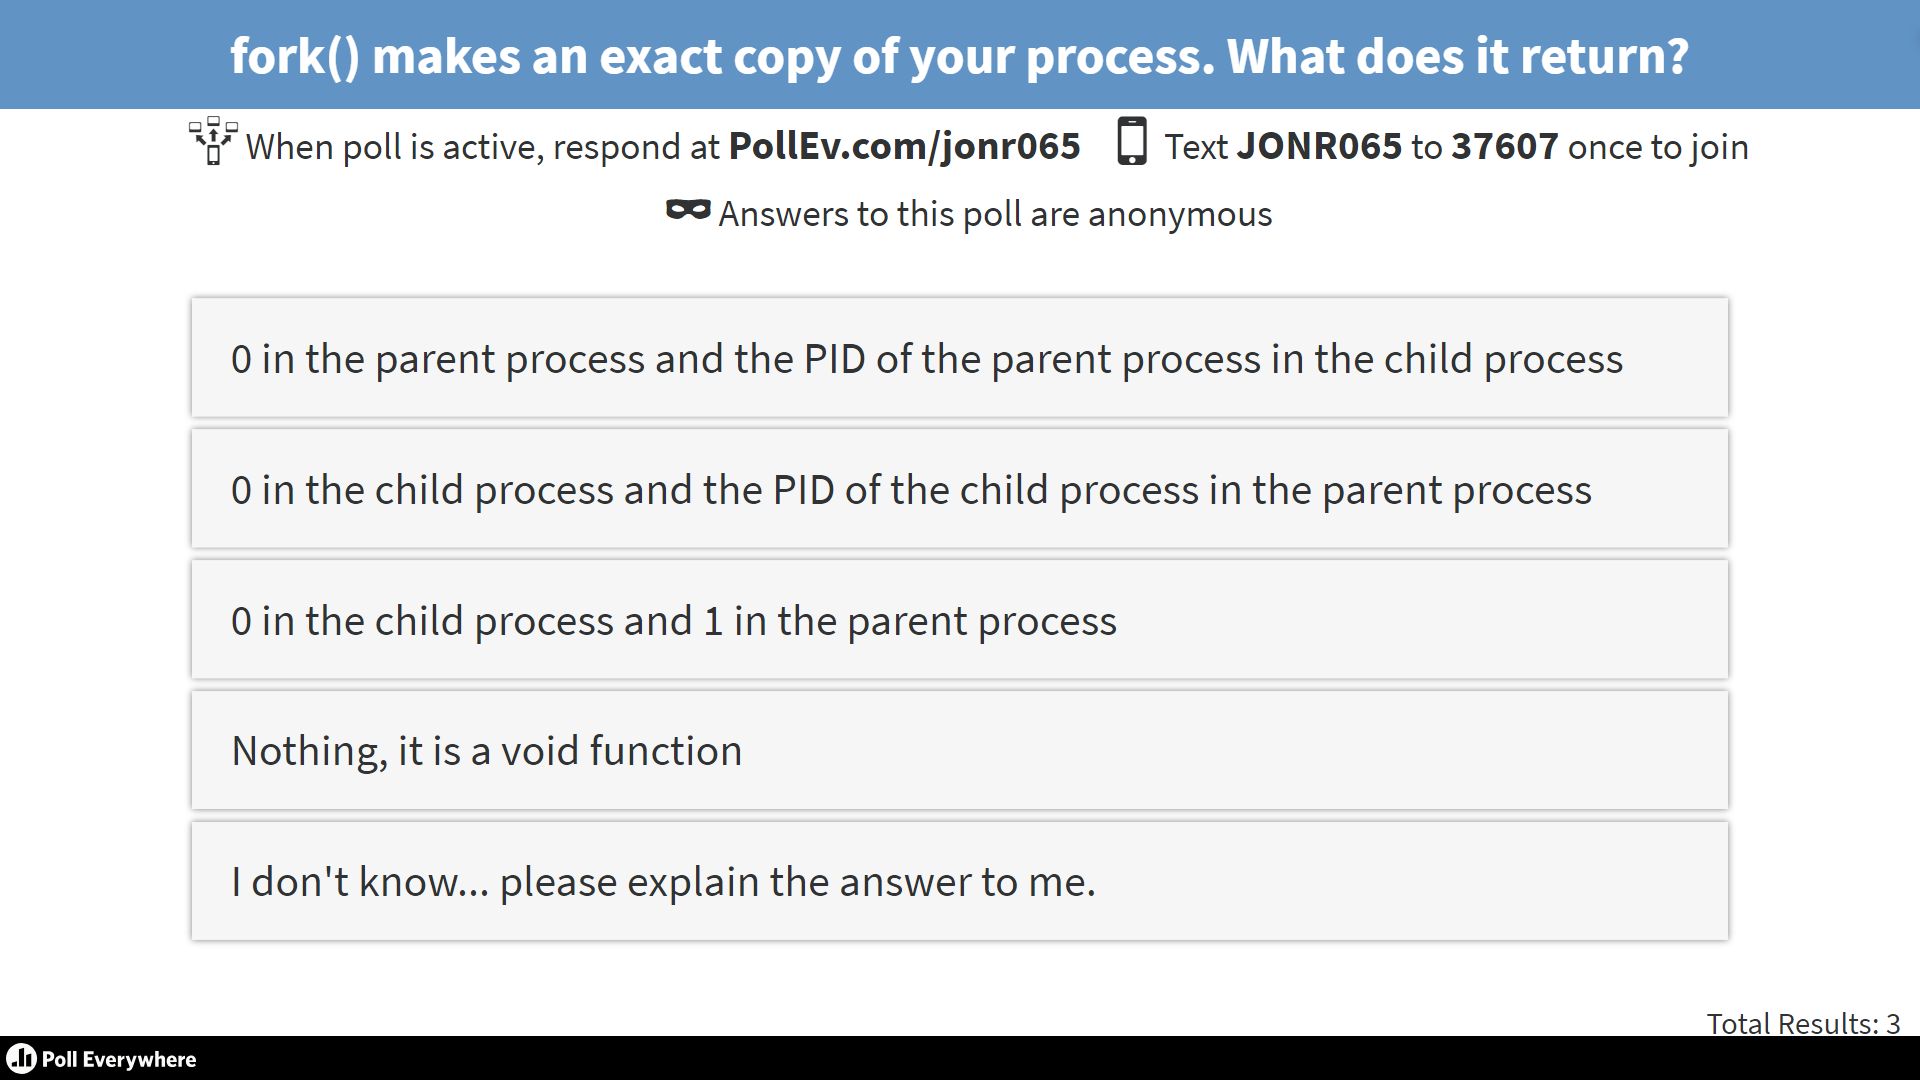 fork() makes an exact copy of your process. What does it return?
When poll is active, respond at PollEv.com/jonr065 Text JONR065 to 37607 once to join
Answers to this poll are anonymous
0 in the parent process and the PID of the parent process in the child process
0 in the child process and the PID of the child process in the parent process
0 in the child process and 1 in the parent process
Nothing, it is a void function
I don't know... please explain the answer to me.
Total Results: 3
Poll Everywhere